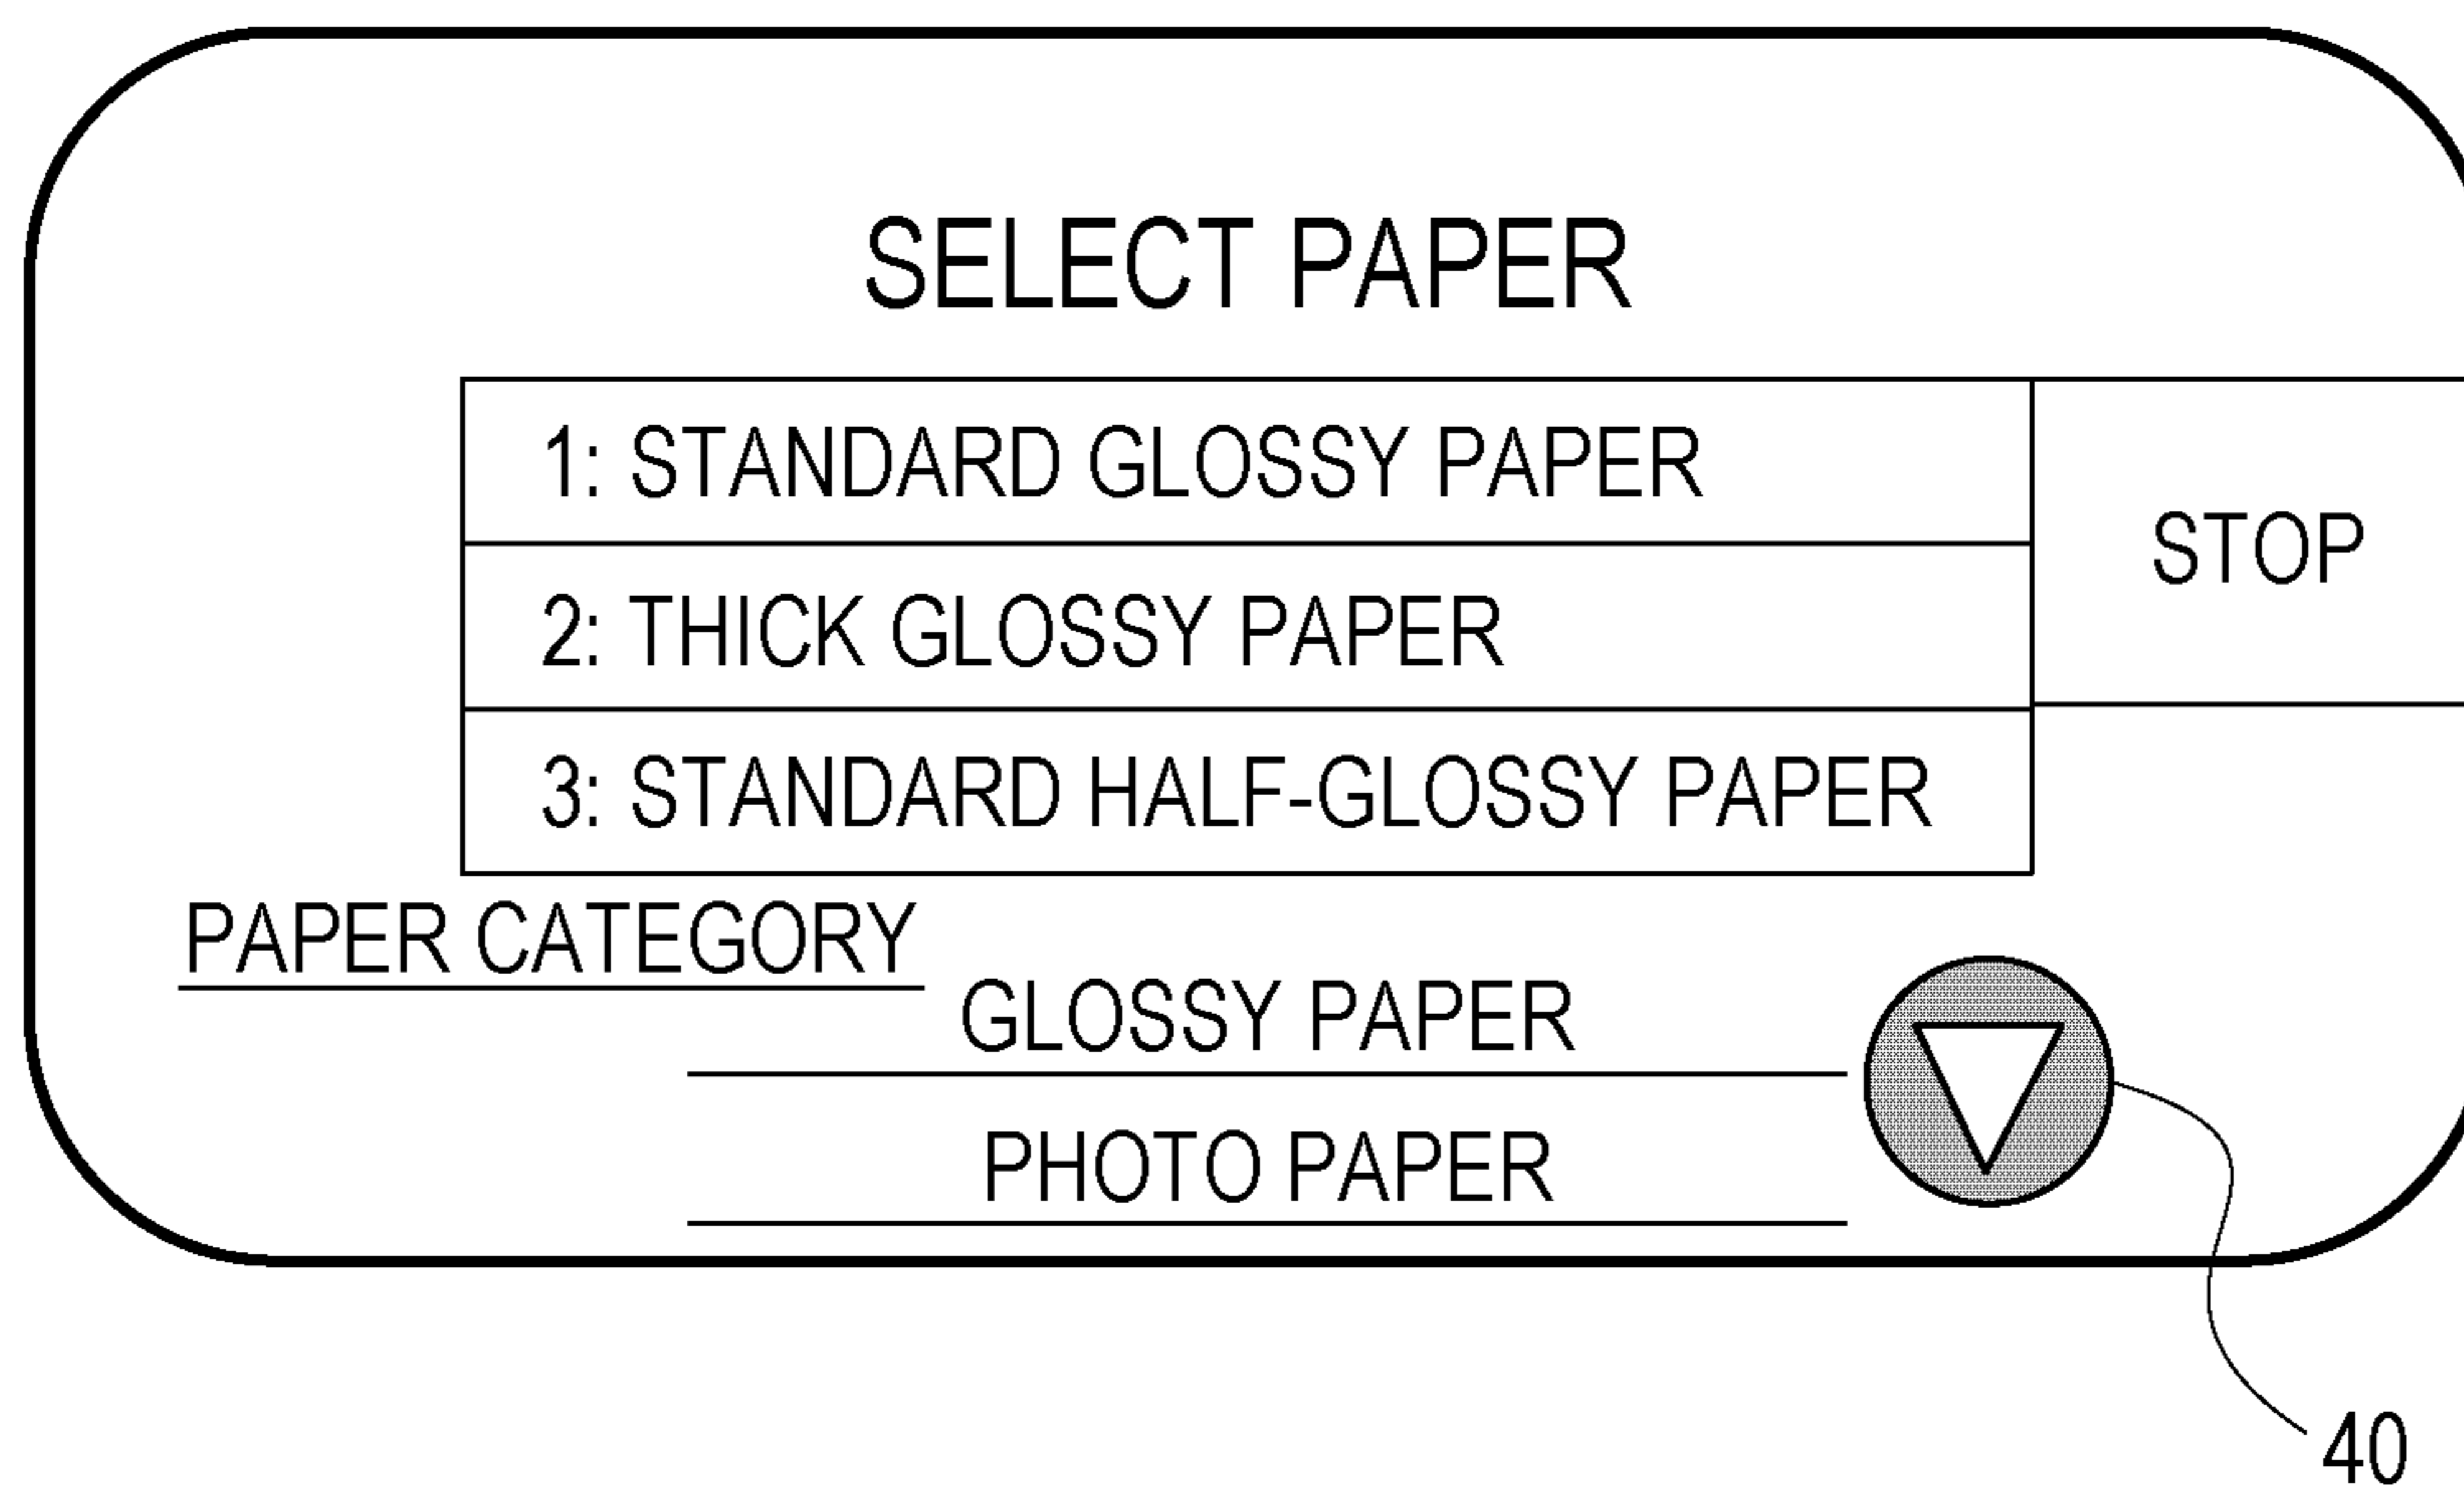 SELECT PAPER
1: STANDARD GLOSSY PAPER
STOP
2: THICK GLOSSY PAPER
3: STANDARD HALF-GLOSSY PAPER
PAPER CATEGORY
GLOSSY PAPER
PHOTO PAPER
40